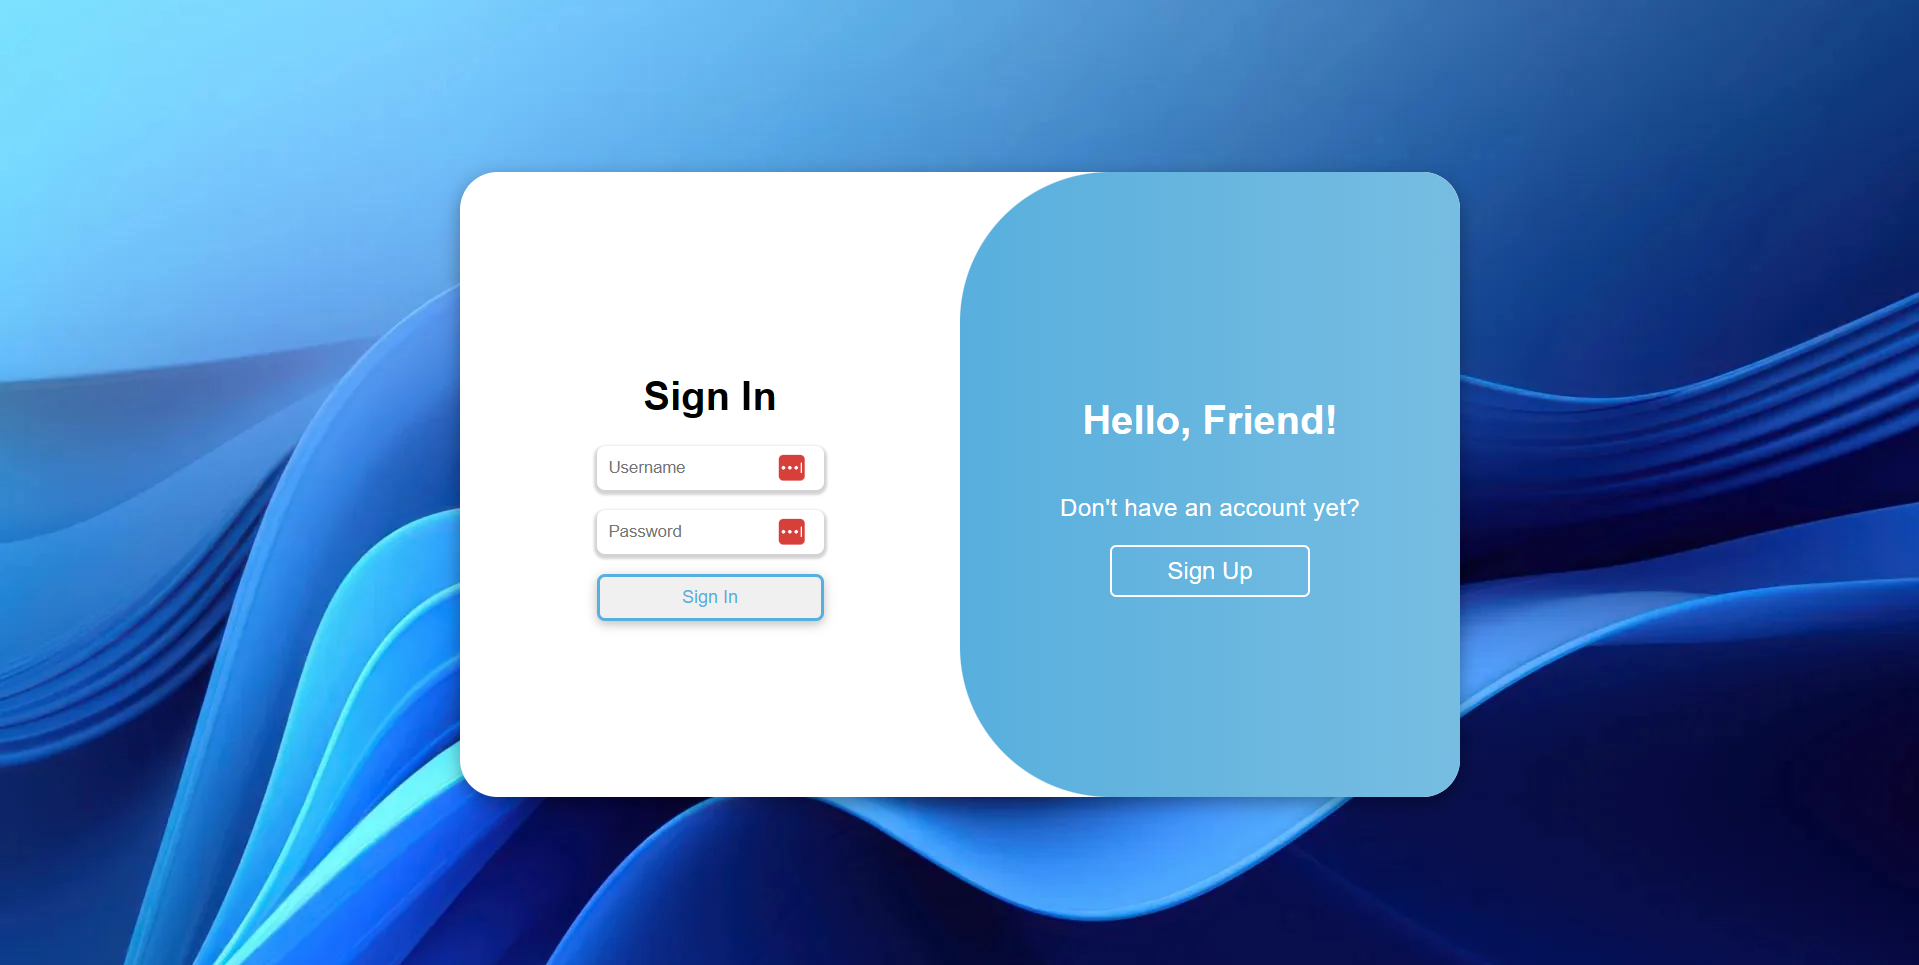 Sign In
Username
Password
Sign In
Hello, Friend!
Don't have an account yet?
Sign Up